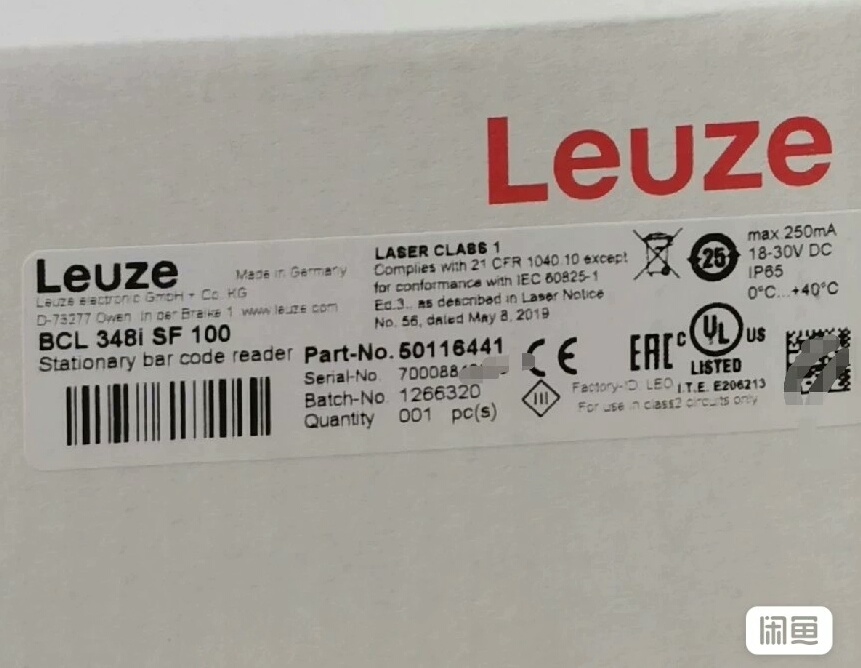 Leuze
Leuze
Made in Germany
Leuze electronic GmbH + Co. KG
D-73277 Owen, In der Braike 1 www.leuze.com
BCL 348i SF 100
Stationary bar code reader
LASER CLASS 1
Complies with 21 CFR 1040.10 except
for conformance with IEC 60825-1
Ed.3., as described in Laser Notice
No. 56, dated May 8, 2019
Part-No. 50116441
Serial-No. 700088
Batch-No. 1266320
Quantity 001 pc(s)
CE
III
25
max 250mA
18-30V DC
IP65
0°C...+40°C
EAC
C UL US
LISTED
Factory-ID: LEO I.T.E. E206213
For use in class2 circuits only
闲鱼